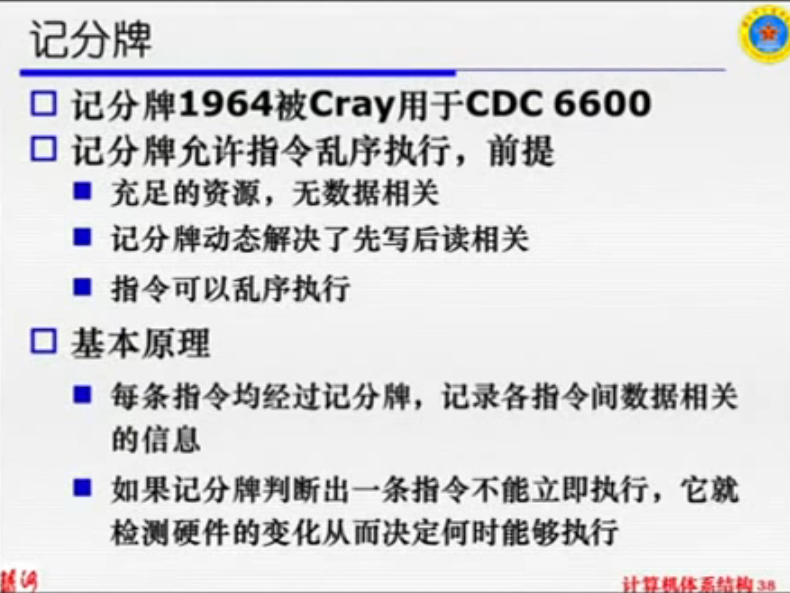 记分牌
记分牌1964被Cray用于CDC 6600
记分牌允许指令乱序执行，前提
充足的资源，无数据相关
记分牌动态解决了先写后读相关
指令可以乱序执行
基本原理
每条指令均经过记分牌，记录各指令间数据相关
的信息
如果记分牌判断出一条指令不能立即执行，它就
检测硬件的变化从而决定何时能够执行
计算机体系结构 38